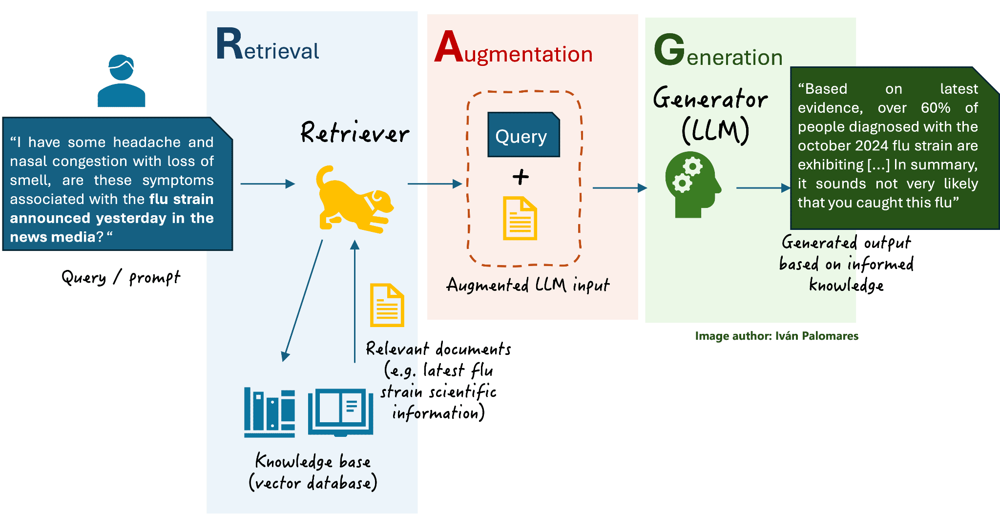 Retrieval
Augmentation
Generation
“I have some headache and
nasal congestion with loss of
smell, are these symptoms
associated with the flu strain
announced yesterday in the
news media? “
Query / prompt
Retriever
Relevant documents
(e.g. latest flu
strain scientific
information)
Knowledge base
(vector database)
Query
+
Augmented LLM input
Generator
(LLM)
“Based on latest
evidence, over 60% of
people diagnosed with the
october 2024 flu strain are
exhibiting [...] In summary,
it sounds not very likely
that you caught this flu”
Generated output
based on informed
knowledge
Image author: Iván Palomares